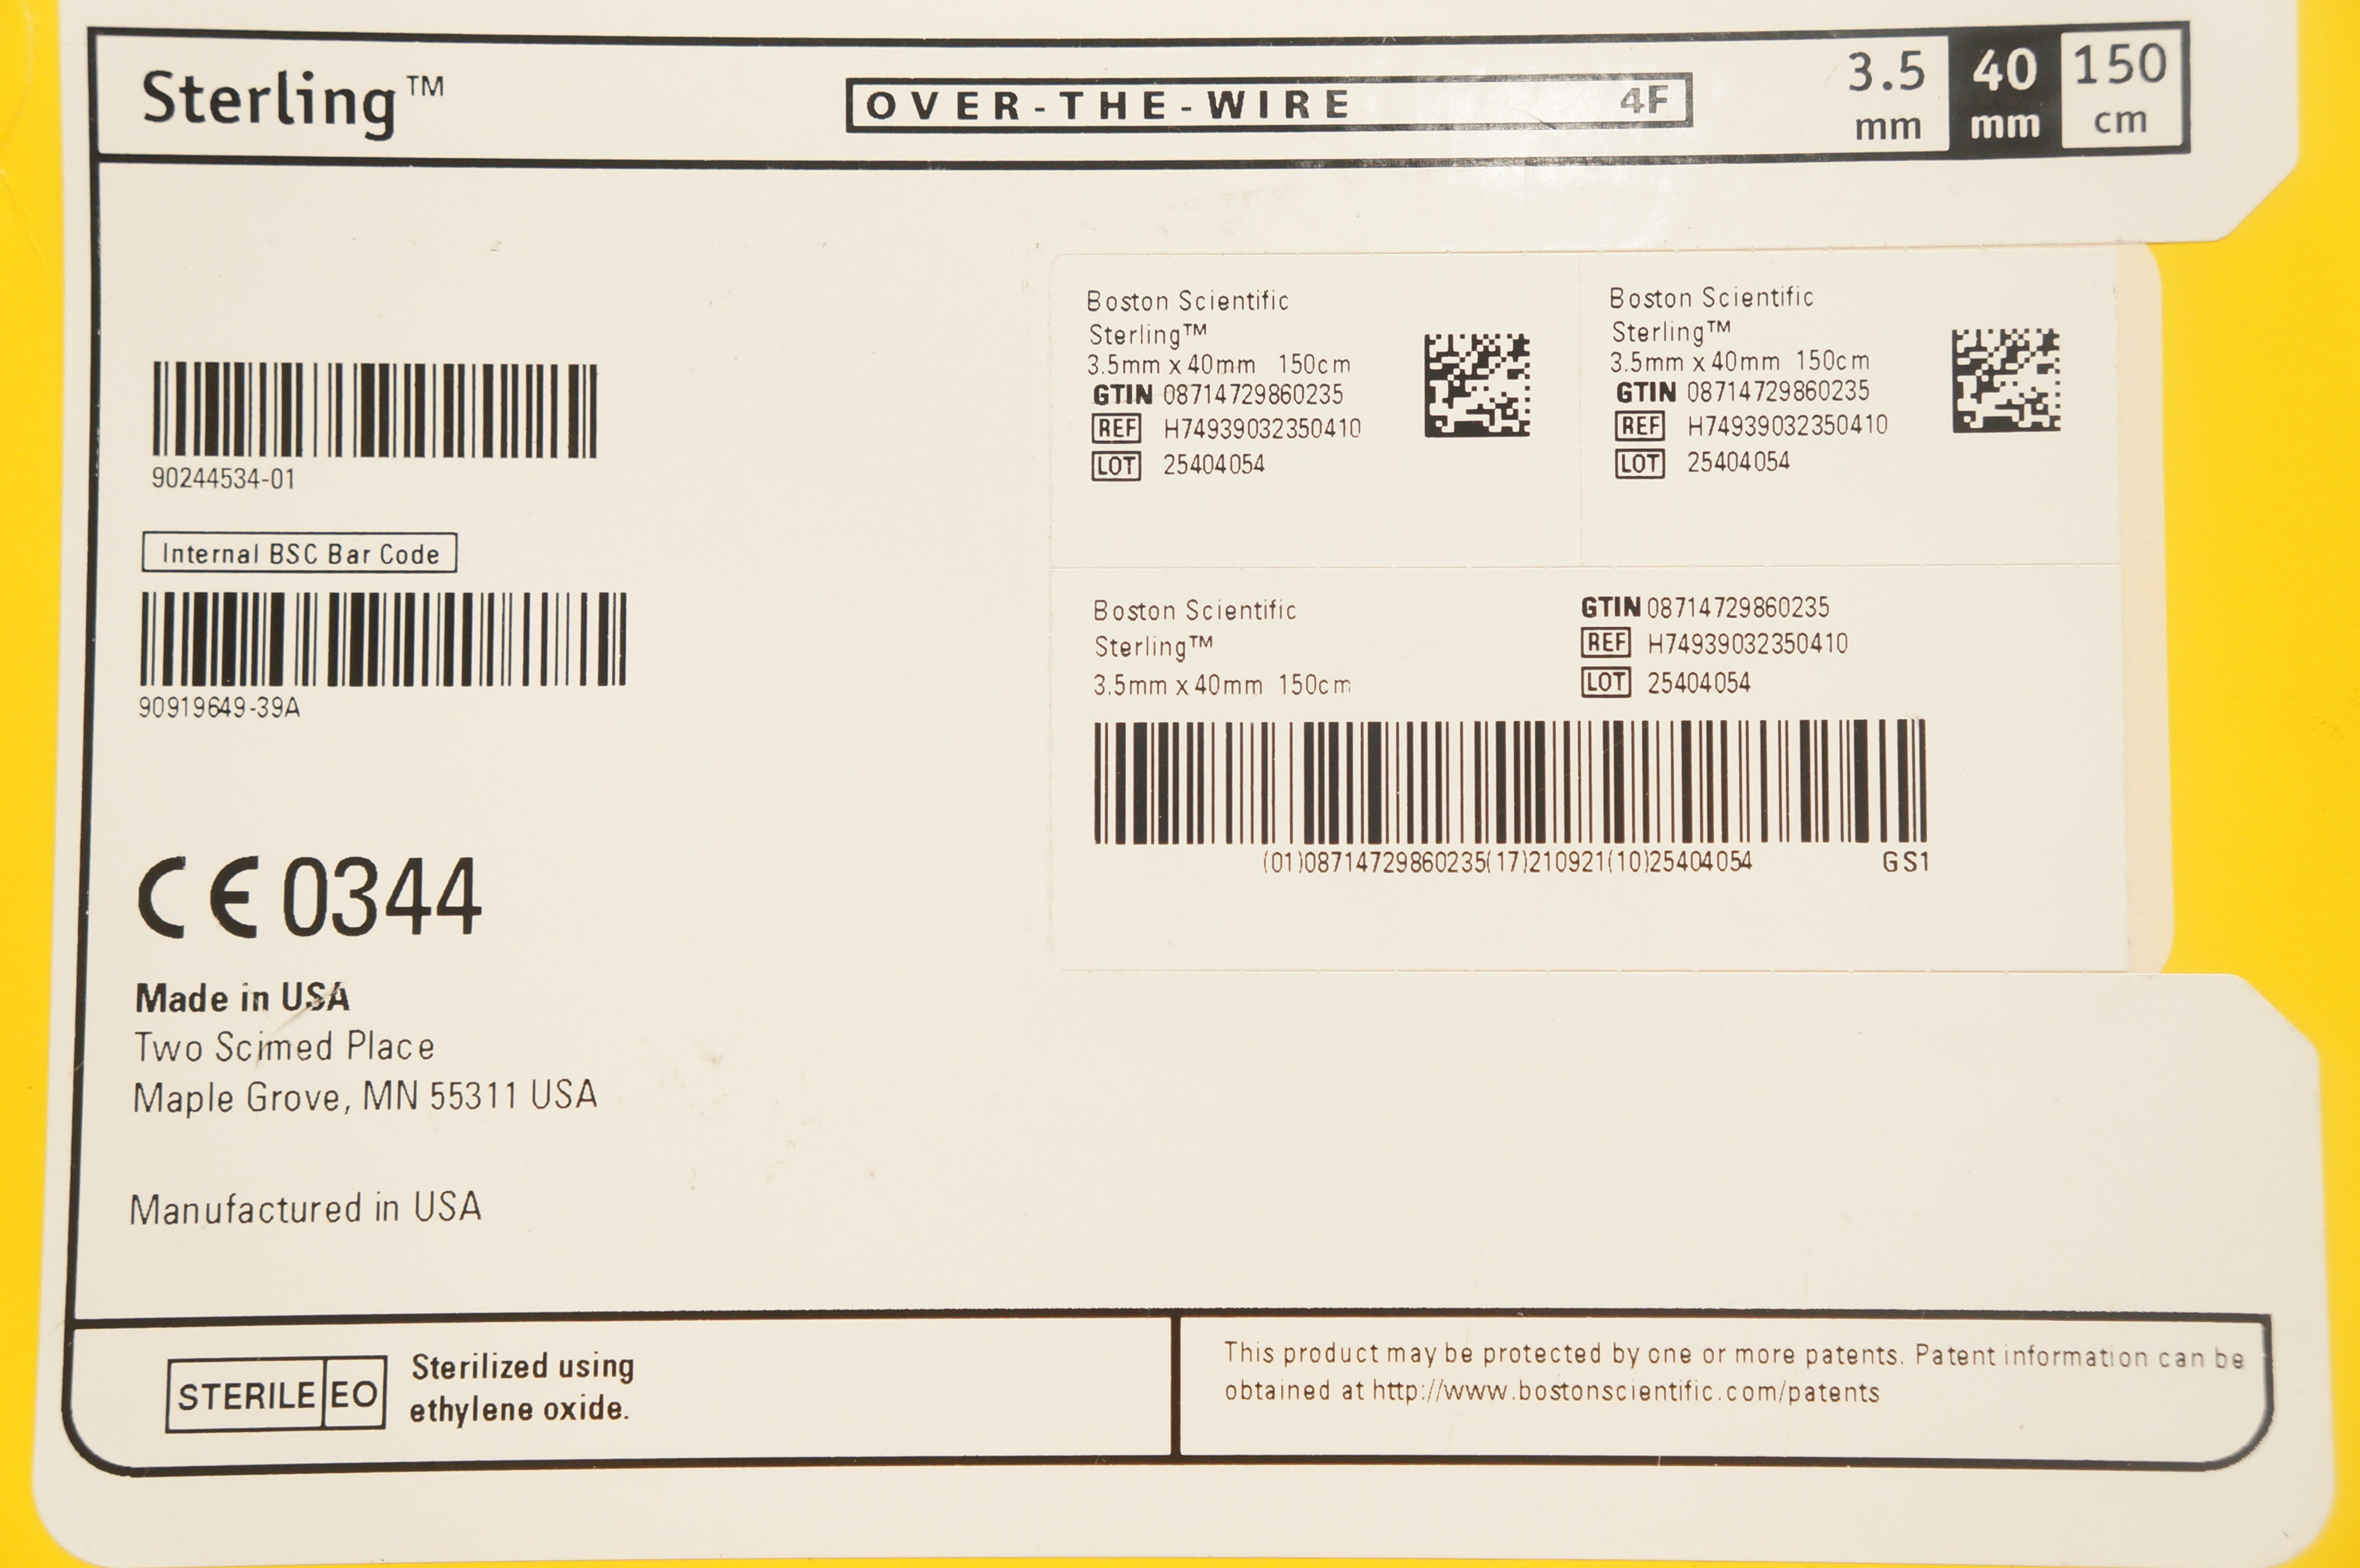 Sterling™
OVER-THE-WIRE 4F
3.5 mm
40 mm
150 cm
90244534-01
Internal BSC Bar Code
90919649-39A
CE 0344
Made in USA
Two Scimed Place
Maple Grove, MN 55311 USA
Manufactured in USA
Boston Scientific
Sterling™
3.5mm x 40mm 150cm
GTIN 08714729860235
REF H74939032350410
LOT 25404054
Boston Scientific
Sterling™
3.5mm x 40mm 150cm
GTIN 08714729860235
REF H74939032350410
LOT 25404054
Boston Scientific
Sterling™
3.5mm x 40mm 150cm
GTIN 08714729860235
REF H74939032350410
LOT 25404054
(01)08714729860235(17)210921(10)25404054 GS1
STERILE EO
Sterilized using
ethylene oxide.
This product may be protected by one or more patents. Patent information can be
obtained at http://www.bostonscientific.com/patents